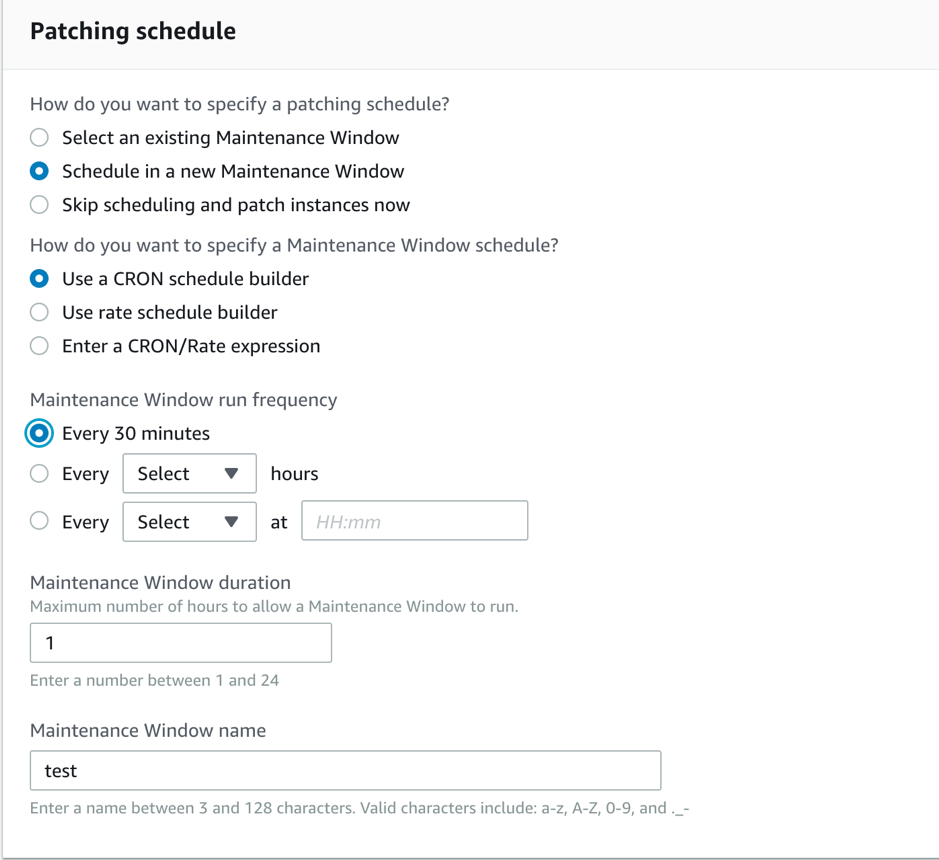 Patching schedule
How do you want to specify a patching schedule?
Select an existing Maintenance Window
Schedule in a new Maintenance Window
Skip scheduling and patch instances now
How do you want to specify a Maintenance Window schedule?
Use a CRON schedule builder
Use rate schedule builder
Enter a CRON/Rate expression
Maintenance Window run frequency
Every 30 minutes
Every Select hours
Every Select at HH:mm
Maintenance Window duration
Maximum number of hours to allow a Maintenance Window to run.
1
Enter a number between 1 and 24
Maintenance Window name
test
Enter a name between 3 and 128 characters. Valid characters include: a-z, A-Z, 0-9, and ._-